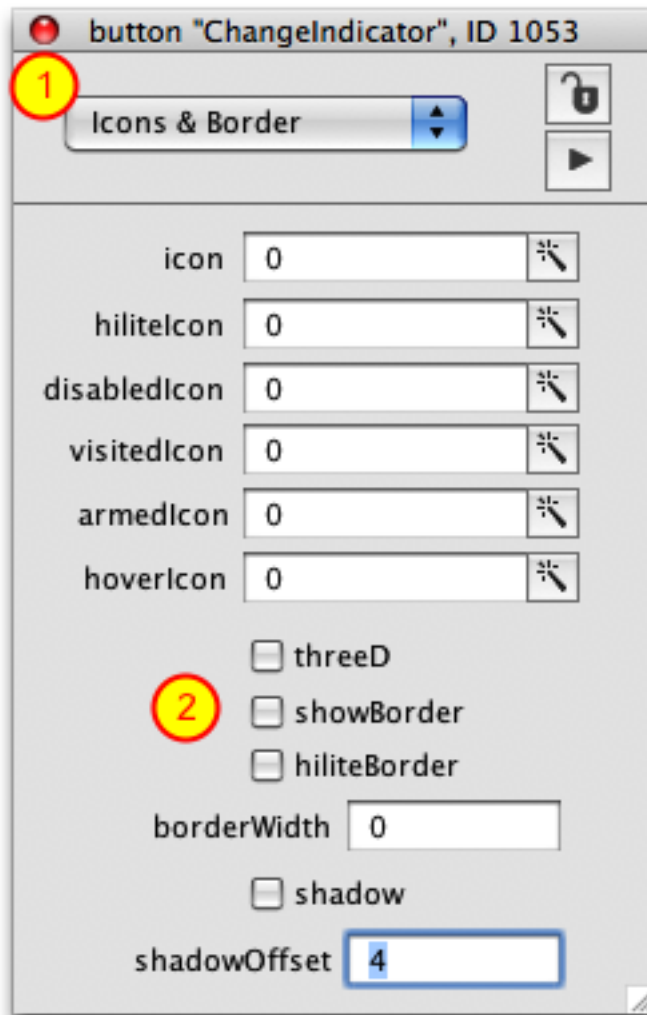 button "ChangeIndicator", ID 1053
1
Icons & Border
icon 0
hiliteIcon 0
disabledIcon 0
visitedIcon 0
armedIcon 0
hoverIcon 0
threeD
2
showBorder
hiliteBorder
borderWidth 0
shadow
shadowOffset 4